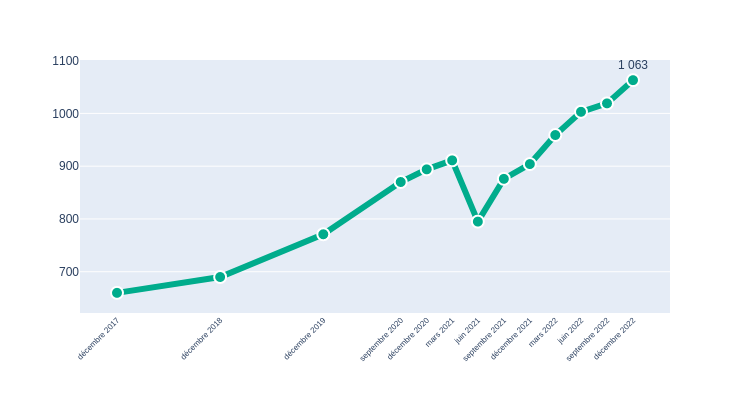 1100
1 063
1000
900
800
700
décembre 2017
décembre 2018
décembre 2019
septembre 2020
décembre 2020
mars 2021
juin 2021
septembre 2021
décembre 2021
mars 2022
juin 2022
septembre 2022
décembre 2022